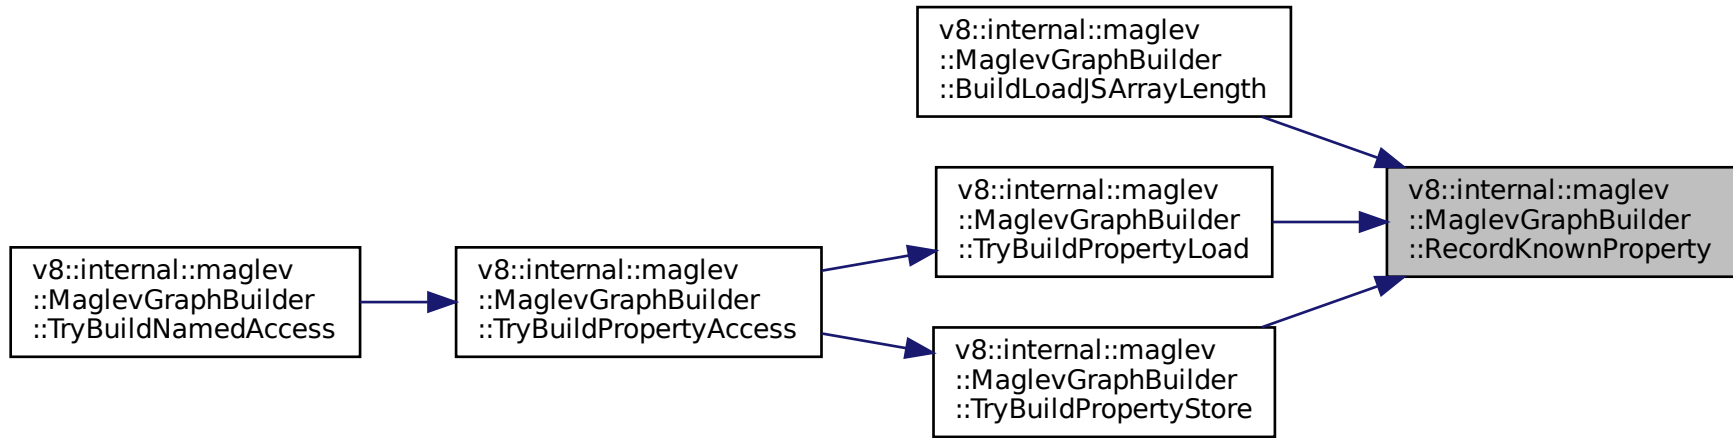 v8::internal::maglev
::MaglevGraphBuilder
::BuildLoadJSArrayLength
v8::internal::maglev
::MaglevGraphBuilder
::TryBuildPropertyLoad
v8::internal::maglev
::MaglevGraphBuilder
::RecordKnownProperty
v8::internal::maglev
::MaglevGraphBuilder
::TryBuildNamedAccess
v8::internal::maglev
::MaglevGraphBuilder
::TryBuildPropertyAccess
v8::internal::maglev
::MaglevGraphBuilder
::TryBuildPropertyStore